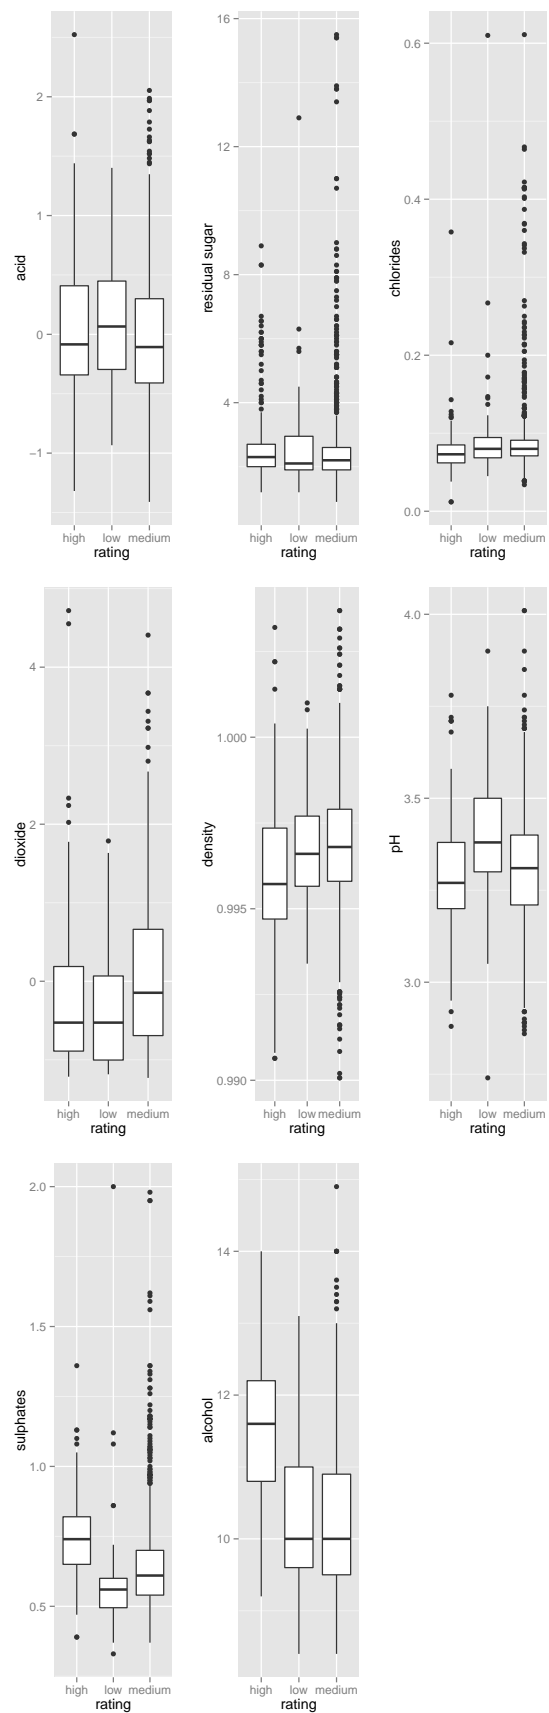 acid
2
1
0
−1
high low medium
rating
residual sugar
16
12
8
4
high low medium
rating
chlorides
0.6
0.4
0.2
0.0
high low medium
rating
dioxide
4
2
0
high low medium
rating
density
1.000
0.995
0.990
high low medium
rating
pH
4.0
3.5
3.0
high low medium
rating
sulphates
2.0
1.5
1.0
0.5
high low medium
rating
alcohol
14
12
10
high low medium
rating